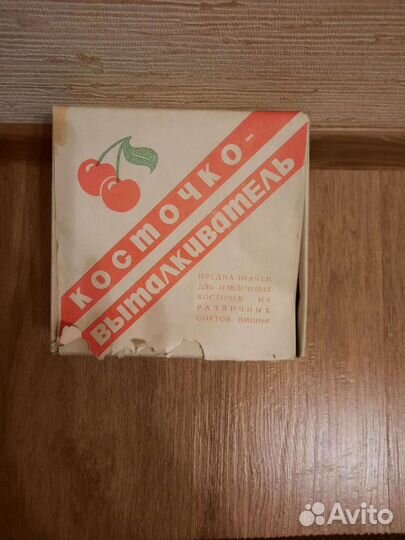 КОСТОЧКО-
ВЫТАЛКИВАТЕЛЬ
ПРЕДНАЗНАЧЕН
ДЛЯ ИЗВЛЕЧЕНИЯ
КОСТОЧЕК ИЗ
РАЗЛИЧНЫХ
СОРТОВ ВИШНИ
Avito